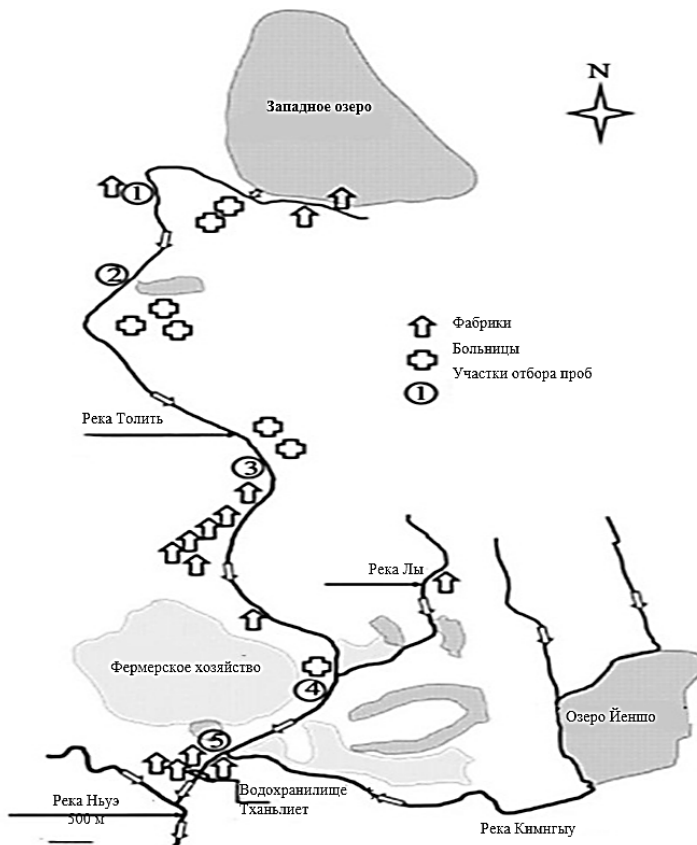 Западное озеро
N
1
2
Фабрики
Больницы
Участки отбора проб
1
Река Толить
3
Река Лы
Фермерское хозяйство
4
Озеро Йеншо
5
Река Ньуэ
500 м
Водохранилище
Тханьлиет
Река Кимнгыу